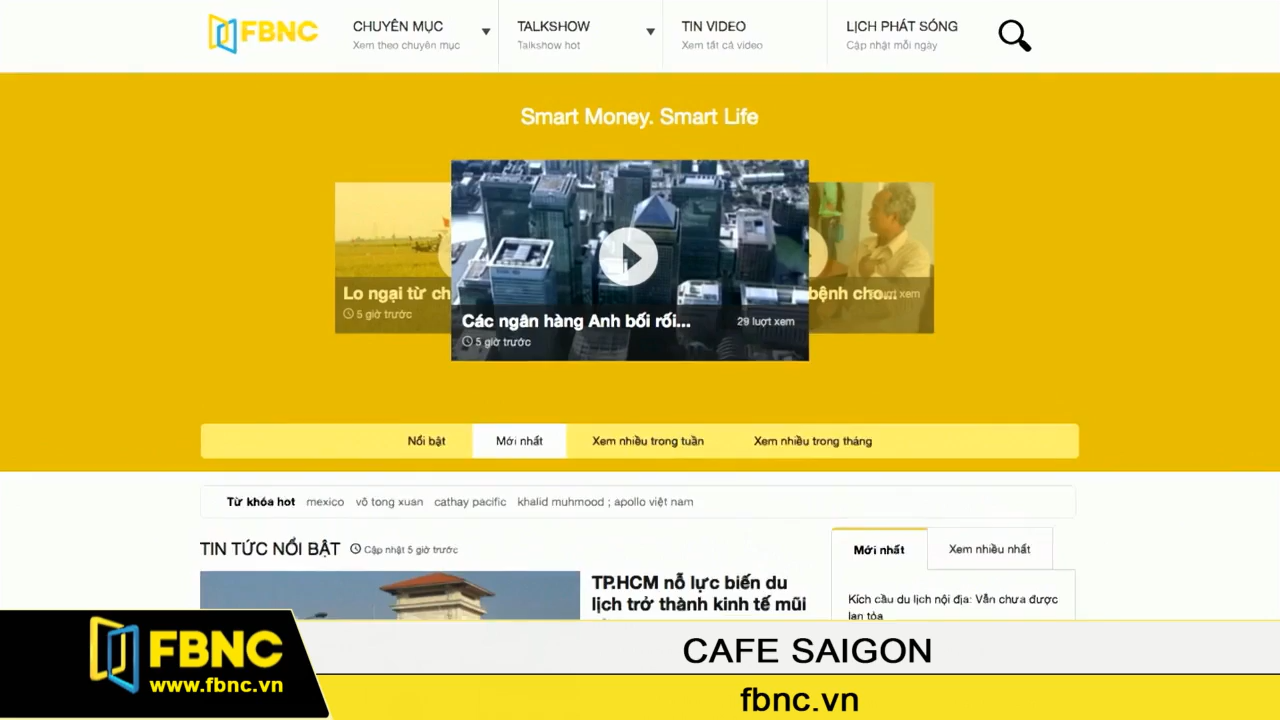 FBNC
CHUYÊN MỤC
Xem theo chuyên mục
TALKSHOW
Talkshow hot
TIN VIDEO
Xem tất cả video
LỊCH PHÁT SÓNG
Cập nhật mỗi ngày
Smart Money. Smart Life
Lo ngại từ ch
5 giờ trước
Các ngân hàng Anh bối rối...
29 lượt xem
5 giờ trước
bệnh cho...
xem
Nổi bật
Mới nhất
Xem nhiều trong tuần
Xem nhiều trong tháng
Từ khóa hot mexico võ tong xuan cathay pacific khalid muhmood ; apollo việt nam
TIN TỨC NỔI BẬT Cập nhật 5 giờ trước
TP.HCM nỗ lực biến du
lịch trở thành kinh tế mũi
Mới nhất
Xem nhiều nhất
Kích cầu du lịch nội địa: Vẫn chưa được
lan tỏa
FBNC
www.fbnc.vn
CAFE SAIGON
fbnc.vn